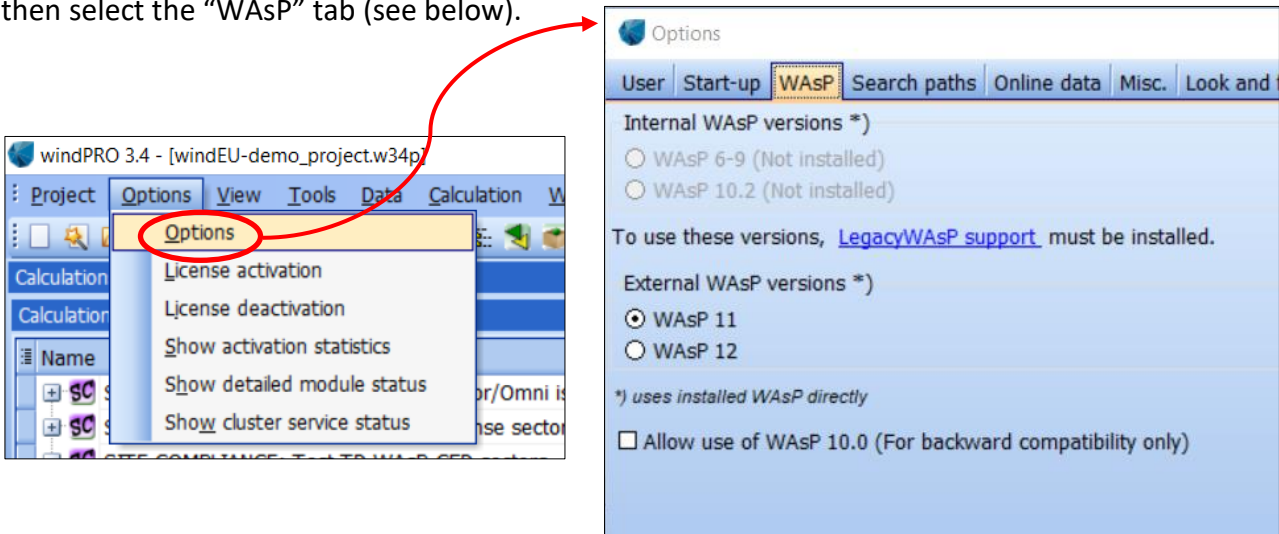 then select the “WAsP” tab (see below).
windPRO 3.4 - [windEU-demo_project.w34p]
Project Options View Tools Data Calculation W
Options
License activation
License deactivation
Show activation statistics
Show detailed module status
Show cluster service status
Calculation
Calculation
Name
or/Omni is
nse sector
Options
User Start-up WAsP Search paths Online data Misc. Look and
Internal WAsP versions *)
WAsP 6-9 (Not installed)
WAsP 10.2 (Not installed)
To use these versions, LegacyWAsP support must be installed.
External WAsP versions *)
WAsP 11
WAsP 12
*) uses installed WAsP directly
Allow use of WAsP 10.0 (For backward compatibility only)